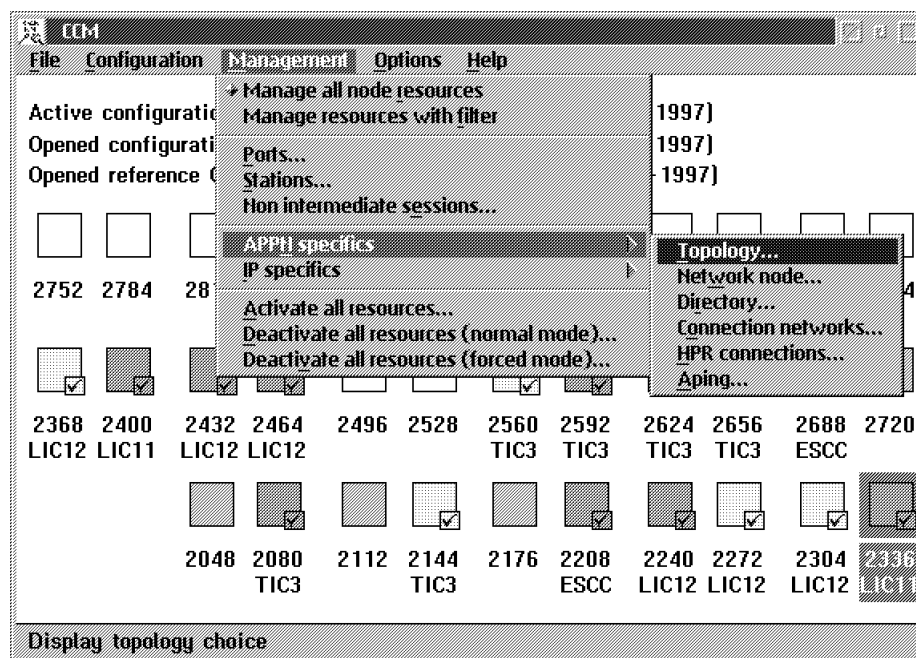 CCM
File Configuration Management Options Help
Manage all node resources
Manage resources with filter
Active configuratio 1997)
Opened configurati 1997)
Opened reference 1997)
Ports...
Stations...
Non intermediate sessions...
APPN specifics
IP specifics
Activate all resources...
Deactivate all resources (normal mode)...
Deactivate all resources (forced mode)...
Topology...
Network node...
Directory...
Connection networks...
HPR connections...
Aping...
2752 2784 281 4
2368 2400 2432 2464 2496 2528 2560 2592 2624 2656 2688 2720
LIC12 LIC11 LIC12 LIC12 TIC3 TIC3 TIC3 TIC3 ESCC
2048 2080 2112 2144 2176 2208 2240 2272 2304 2336
TIC3 TIC3 ESCC LIC12 LIC12 LIC12 LIC11
Display topology choice